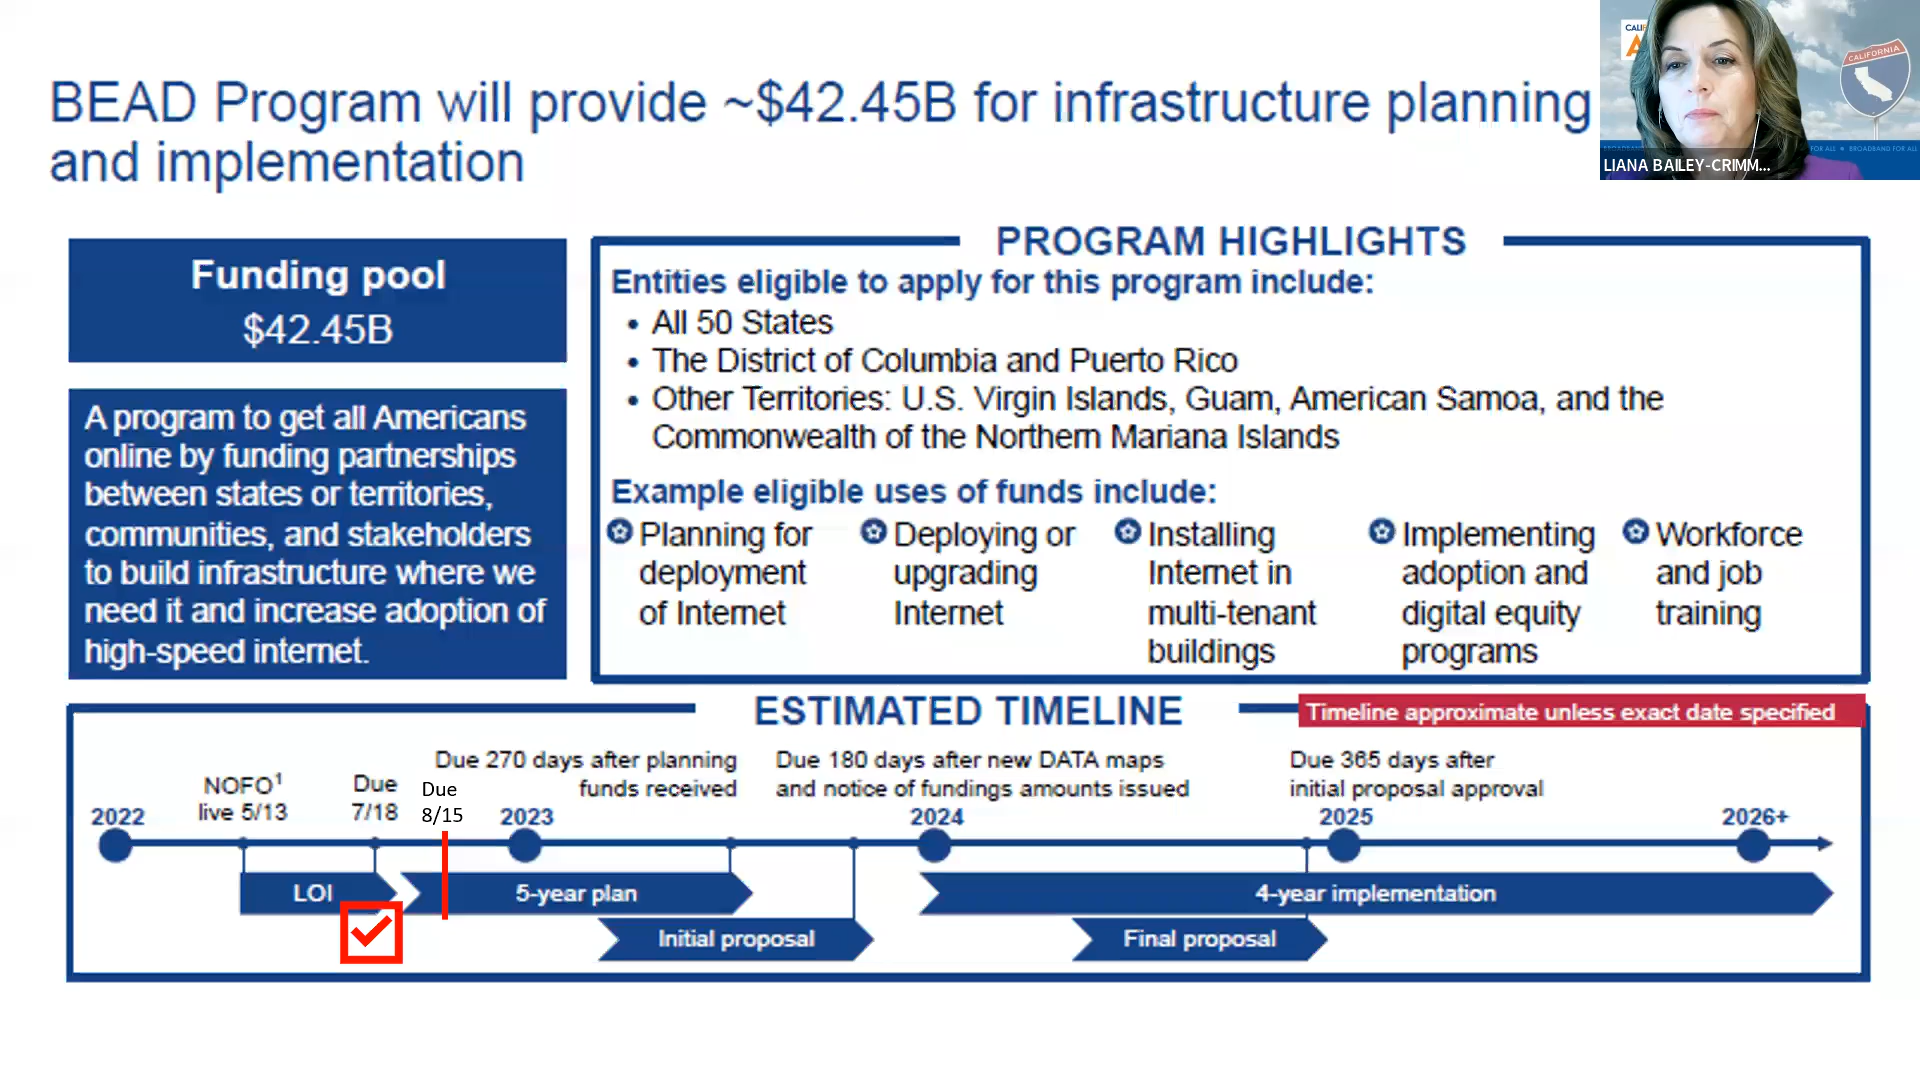 BEAD Program will provide ~$42.45B for infrastructure planning
and implementation
CALIFORNIA
LIANA BAILEY-CRIMM...
FOR ALL ★ BROADBAND FOR ALL
Funding pool
$42.45B
A program to get all Americans
online by funding partnerships
between states or territories,
communities, and stakeholders
to build infrastructure where we
need it and increase adoption of
high-speed internet.
PROGRAM HIGHLIGHTS
Entities eligible to apply for this program include:
• All 50 States
• The District of Columbia and Puerto Rico
• Other Territories: U.S. Virgin Islands, Guam, American Samoa, and the
Commonwealth of the Northern Mariana Islands
Example eligible uses of funds include:
Planning for
deployment
of Internet
Deploying or
upgrading
Internet
Installing
Internet in
multi-tenant
buildings
Implementing
adoption and
digital equity
programs
Workforce
and job
training
ESTIMATED TIMELINE
Timeline approximate unless exact date specified
NOFO¹
live 5/13
Due
7/18
Due
8/15
Due 270 days after planning
funds received
Due 180 days after new DATA maps
and notice of fundings amounts issued
Due 365 days after
initial proposal approval
2022
2023
2024
2025
2026+
LOI
5-year plan
4-year implementation
Initial proposal
Final proposal